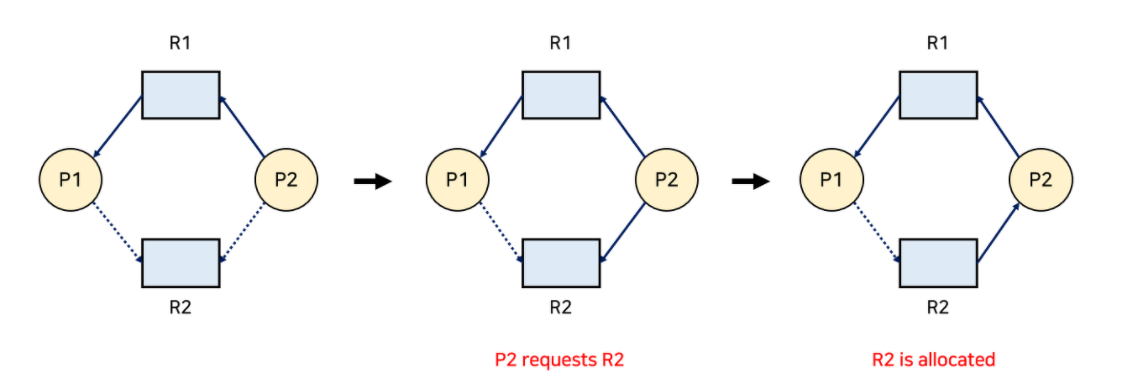 R1
R1
R1
P1
P2
P1
P2
P1
P2
R2
R2
R2
P2 requests R2
R2 is allocated